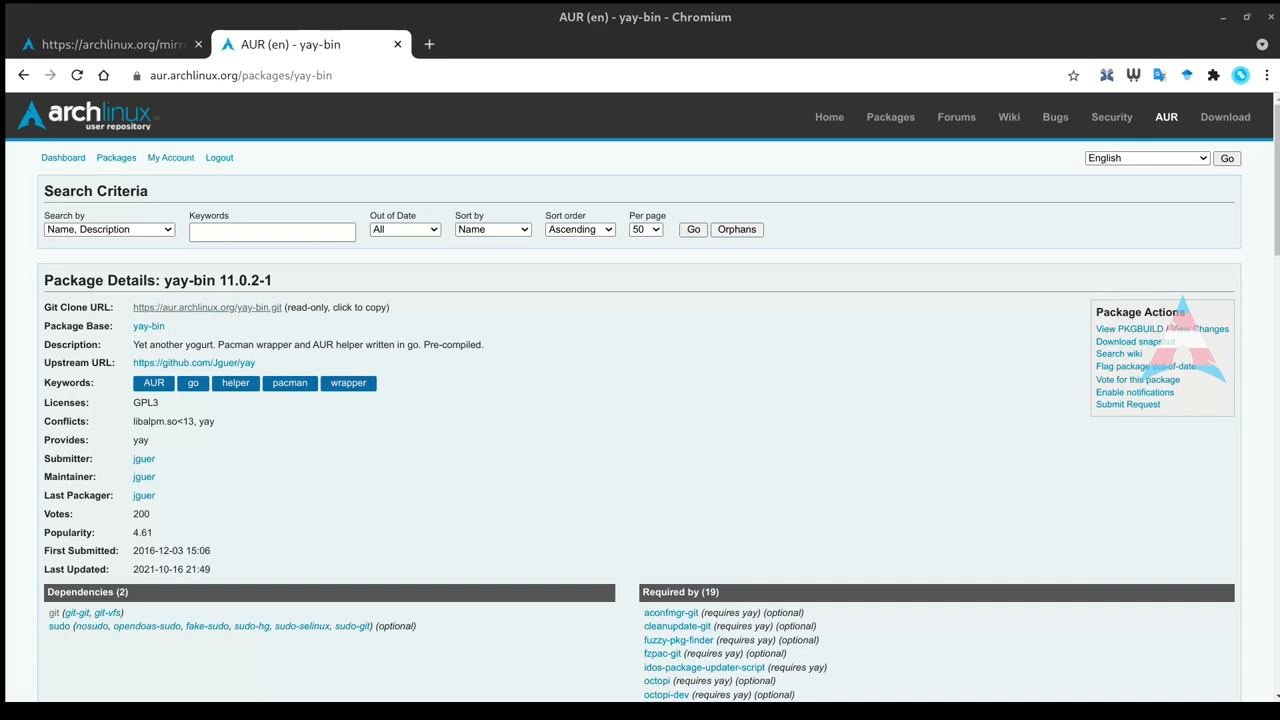 AUR (en) - yay-bin - Chromium
https://archlinux.org/mirr
AUR (en) - yay-bin
aur.archlinux.org/packages/yay-bin
arch linux
user repository
Home Packages Forums Wiki Bugs Security AUR Download
Dashboard Packages My Account Logout
English Go
Search Criteria
Search by Keywords Out of Date Sort by Sort order Per page
Name, Description All Name Ascending 50 Go Orphans
Package Details: yay-bin 11.0.2-1
Git Clone URL: https://aur.archlinux.org/yay-bin.git (read-only, click to copy)
Package Base: yay-bin
Description: Yet another yogurt. Pacman wrapper and AUR helper written in go. Pre-compiled.
Upstream URL: https://github.com/Jguer/yay
Keywords: AUR go helper pacman wrapper
Licenses: GPL3
Conflicts: libalpm.so<13, yay
Provides: yay
Submitter: jguer
Maintainer: jguer
Last Packager: jguer
Votes: 200
Popularity: 4.61
First Submitted: 2016-12-03 15:06
Last Updated: 2021-10-16 21:49
Package Actions
View PKGBUILD / View Changes
Download snapshot
Search wiki
Flag package out-of-date
Vote for this package
Enable notifications
Submit Request
Dependencies (2)
git (git-git, git-vfs)
sudo (nosudo, opendoas-sudo, fake-sudo, sudo-hg, sudo-selinux, sudo-git) (optional)
Required by (19)
aconfmgr-git (requires yay) (optional)
cleanupdate-git (requires yay) (optional)
fuzzy-pkg-finder (requires yay) (optional)
fzpac-git (requires yay) (optional)
idos-package-updater-script (requires yay)
octopi (requires yay) (optional)
octopi-dev (requires yay) (optional)